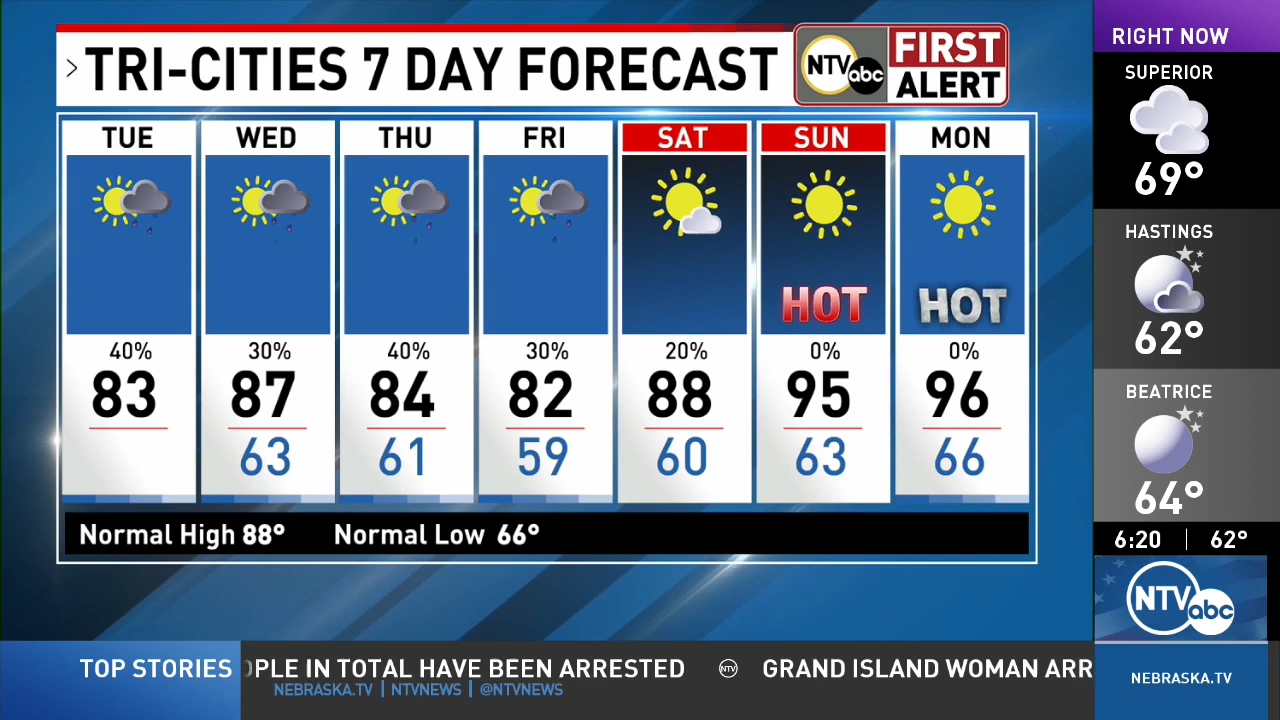 TRI-CITIES 7 DAY FORECAST
NTV abc FIRST ALERT
TUE WED THU FRI SAT SUN MON
HOT HOT
40% 30% 40% 30% 20% 0% 0%
83 87 84 82 88 95 96
63 61 59 60 63 66
Normal High 88° Normal Low 66°
RIGHT NOW
SUPERIOR
69°
HASTINGS
62°
BEATRICE
64°
6:20 62°
NTV abc
TOP STORIES OPLE IN TOTAL HAVE BEEN ARRESTED NTV GRAND ISLAND WOMAN ARR
NEBRASKA.TV | NTVNEWS | @NTVNEWS
NEBRASKA.TV